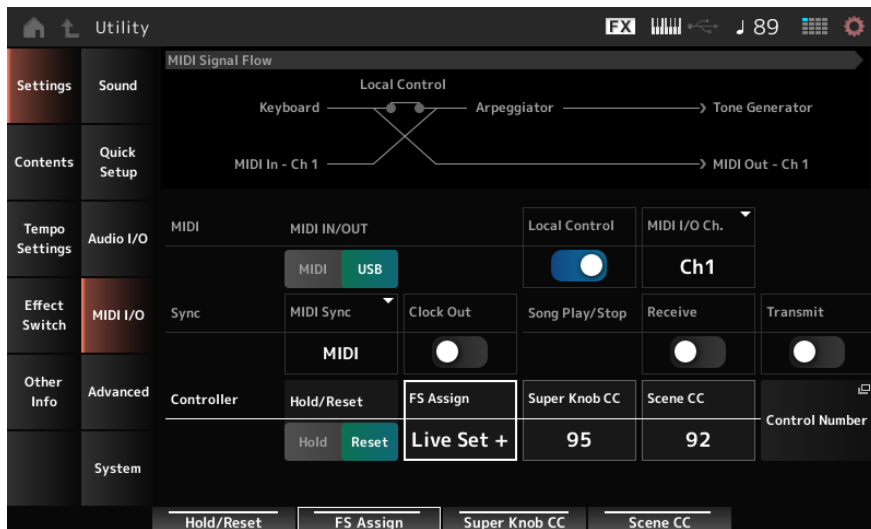 Utility
FX
♩ 89
Settings
Sound
Contents
Quick
Setup
Tempo
Settings
Audio I/O
Effect
Switch
MIDI I/O
Other
Info
Advanced
System
MIDI Signal Flow
Local Control
Keyboard
Arpeggiator
Tone Generator
MIDI In - Ch 1
MIDI Out - Ch 1
MIDI
MIDI IN/OUT
Local Control
MIDI I/O Ch.
MIDI
USB
Ch1
Sync
MIDI Sync
Clock Out
Song Play/Stop
Receive
Transmit
MIDI
Controller
Hold/Reset
FS Assign
Super Knob CC
Scene CC
Control Number
Hold
Reset
Live Set +
95
92
Hold/Reset
FS Assign
Super Knob CC
Scene CC